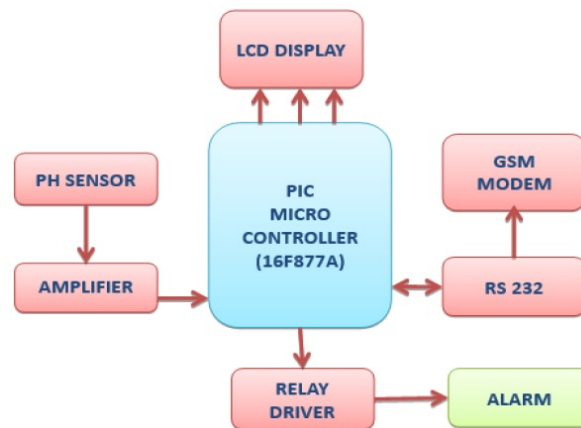 LCD DISPLAY
PH SENSOR
AMPLIFIER
PIC
MICRO
CONTROLLER
(16F877A)
GSM
MODEM
RS 232
RELAY
DRIVER
ALARM